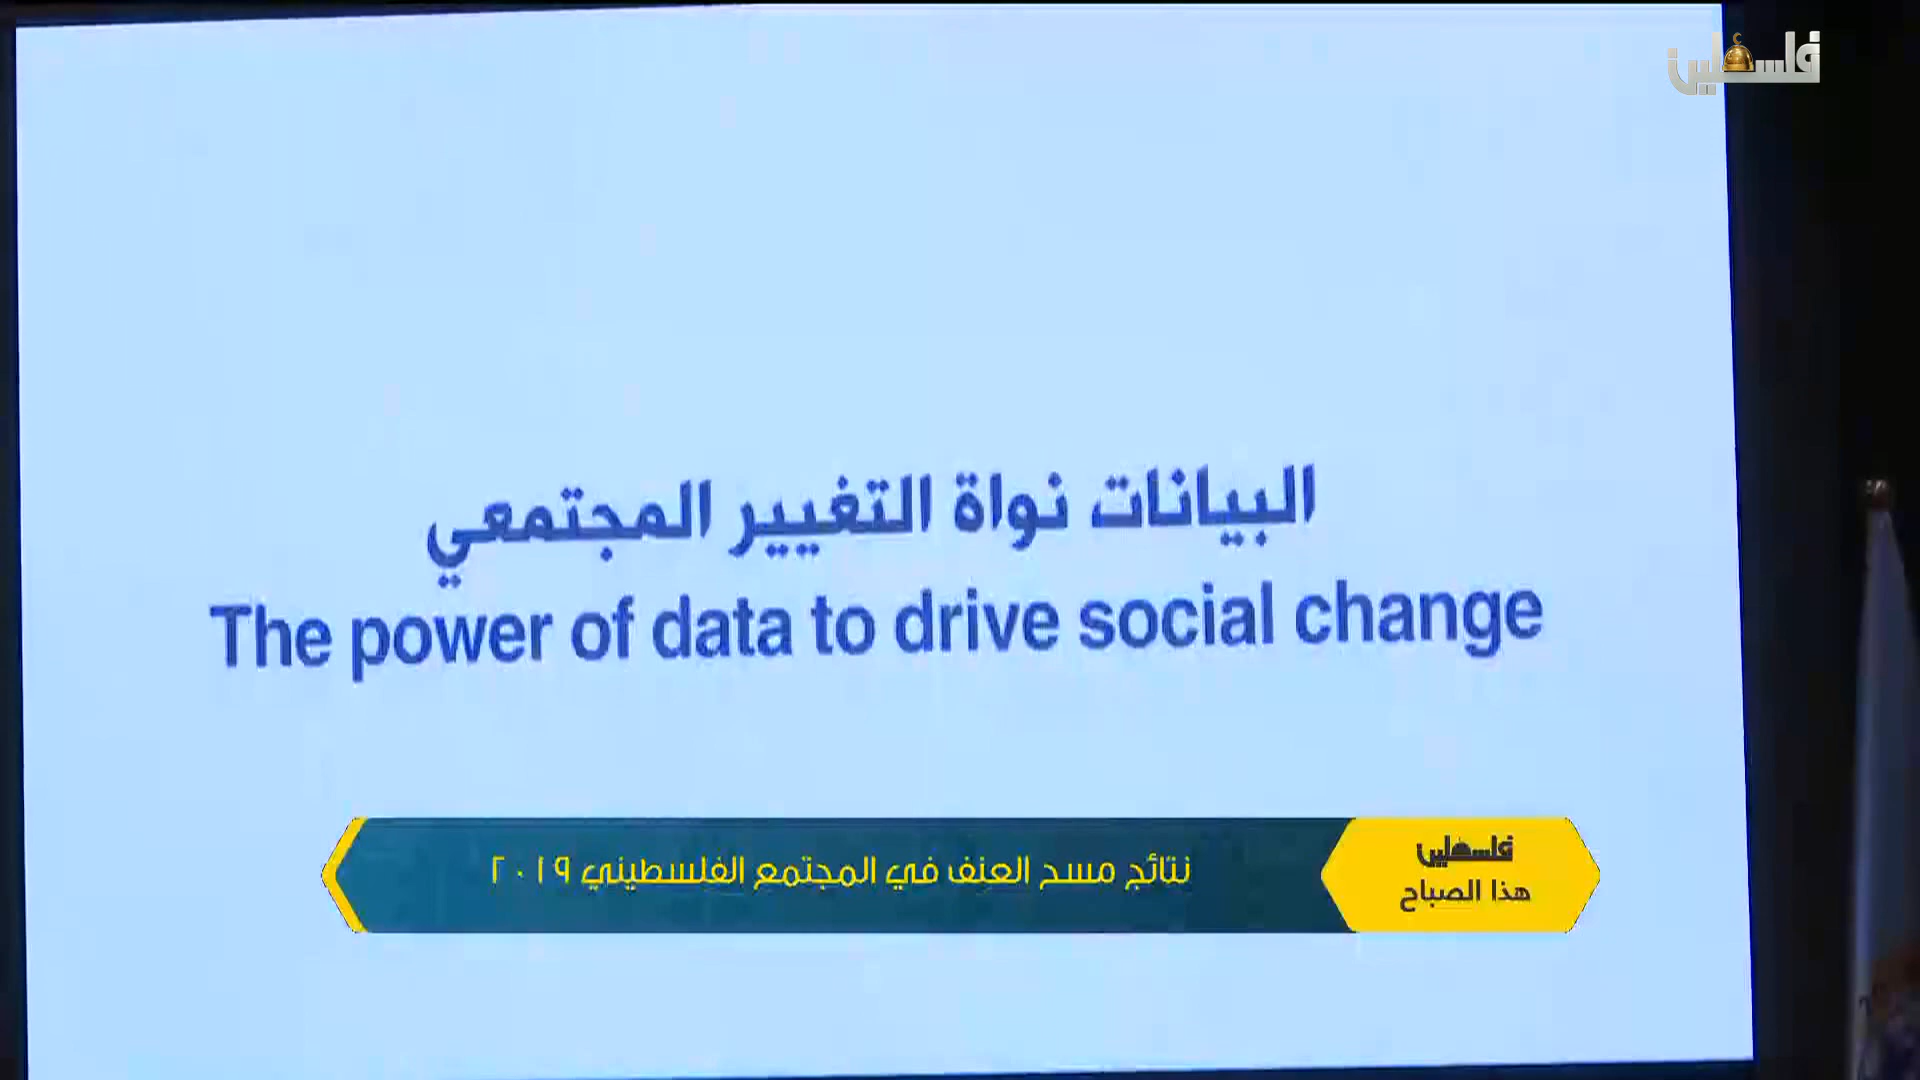 فلسطين
البيانات نواة التغيير المجتمعي
The power of data to drive social change
فلسطين
هذا الصباح
نتائج مسح العنف في المجتمع الفلسطيني ٢٠١٩